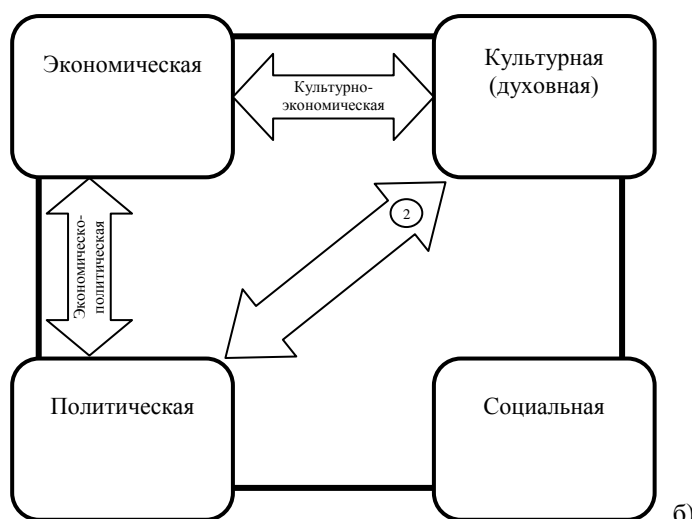 Экономическая
Культурно-
экономическая
Культурная
(духовная)
Экономическо-
политическая
2
Политическая
Социальная
б)